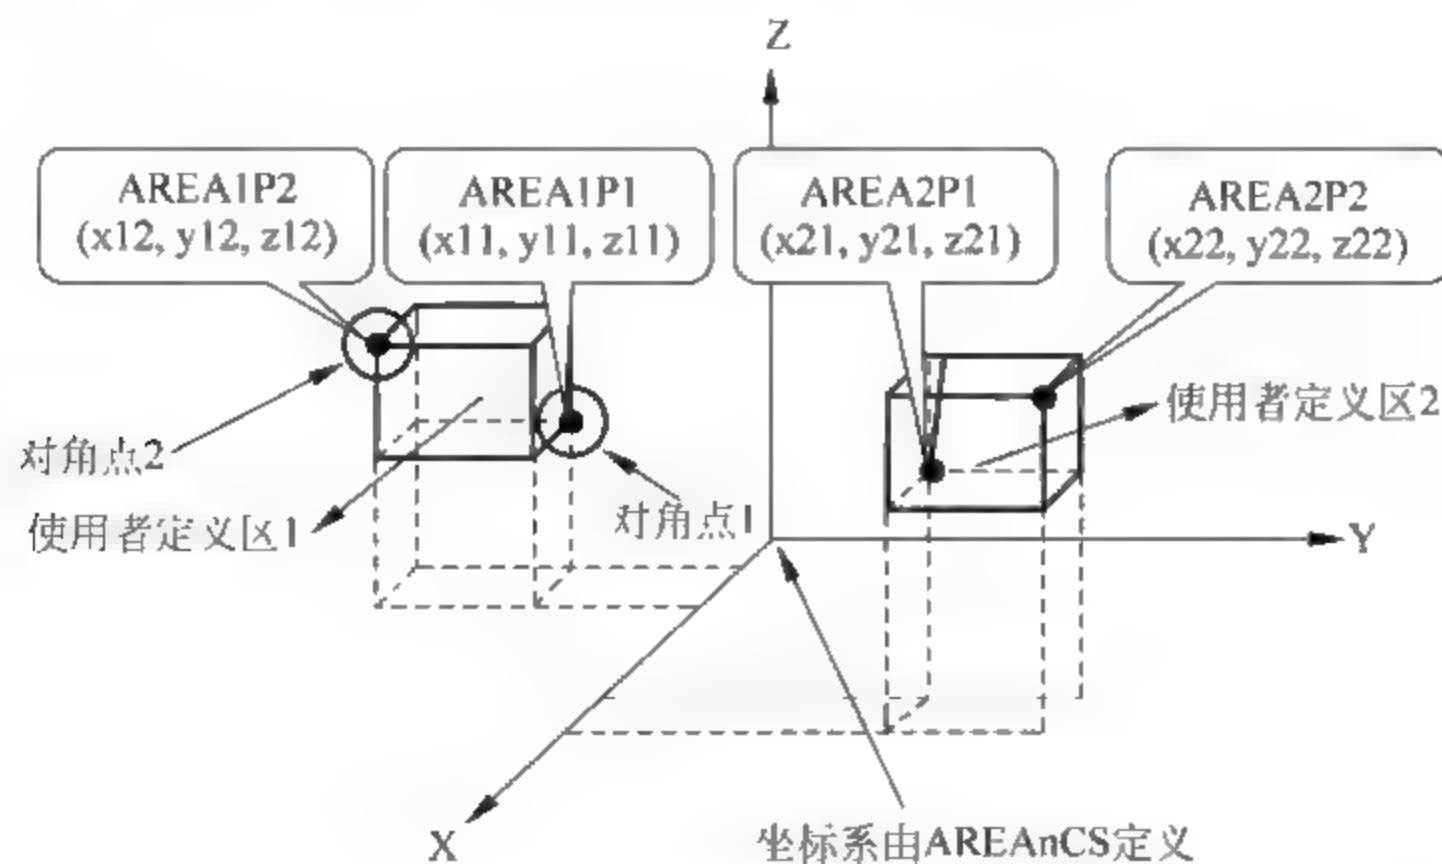 Z
AREA1P2
(x12, y12, z12)
AREA1P1
(x11, y11, z11)
AREA2P1
(x21, y21, z21)
AREA2P2
(x22, y22, z22)
使用者定义区2
对角点2
使用者定义区1
对角点1
Y
X
坐标系由AREAnCS定义